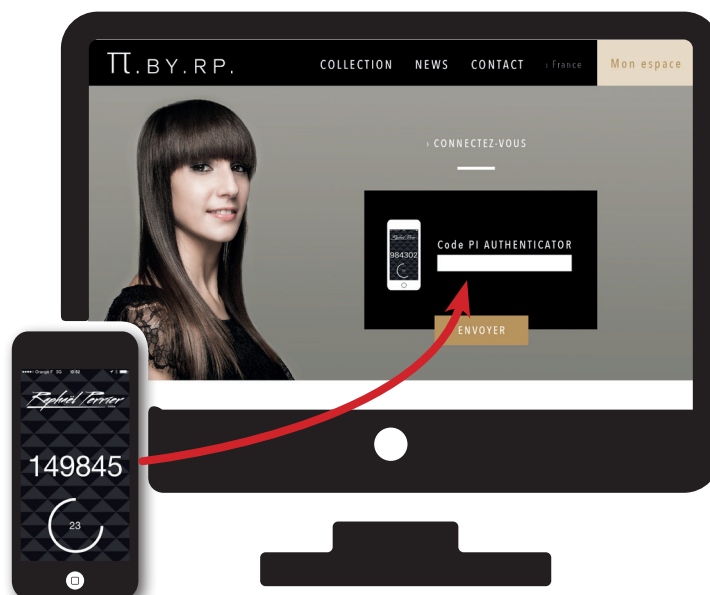 π.BY.RP.
COLLECTION NEWS CONTACT › France Mon espace
› CONNECTEZ-VOUS
Code PI AUTHENTICATOR
984302
ENVOYER
Orange F 3G
Raphaël Perrier
149845
23